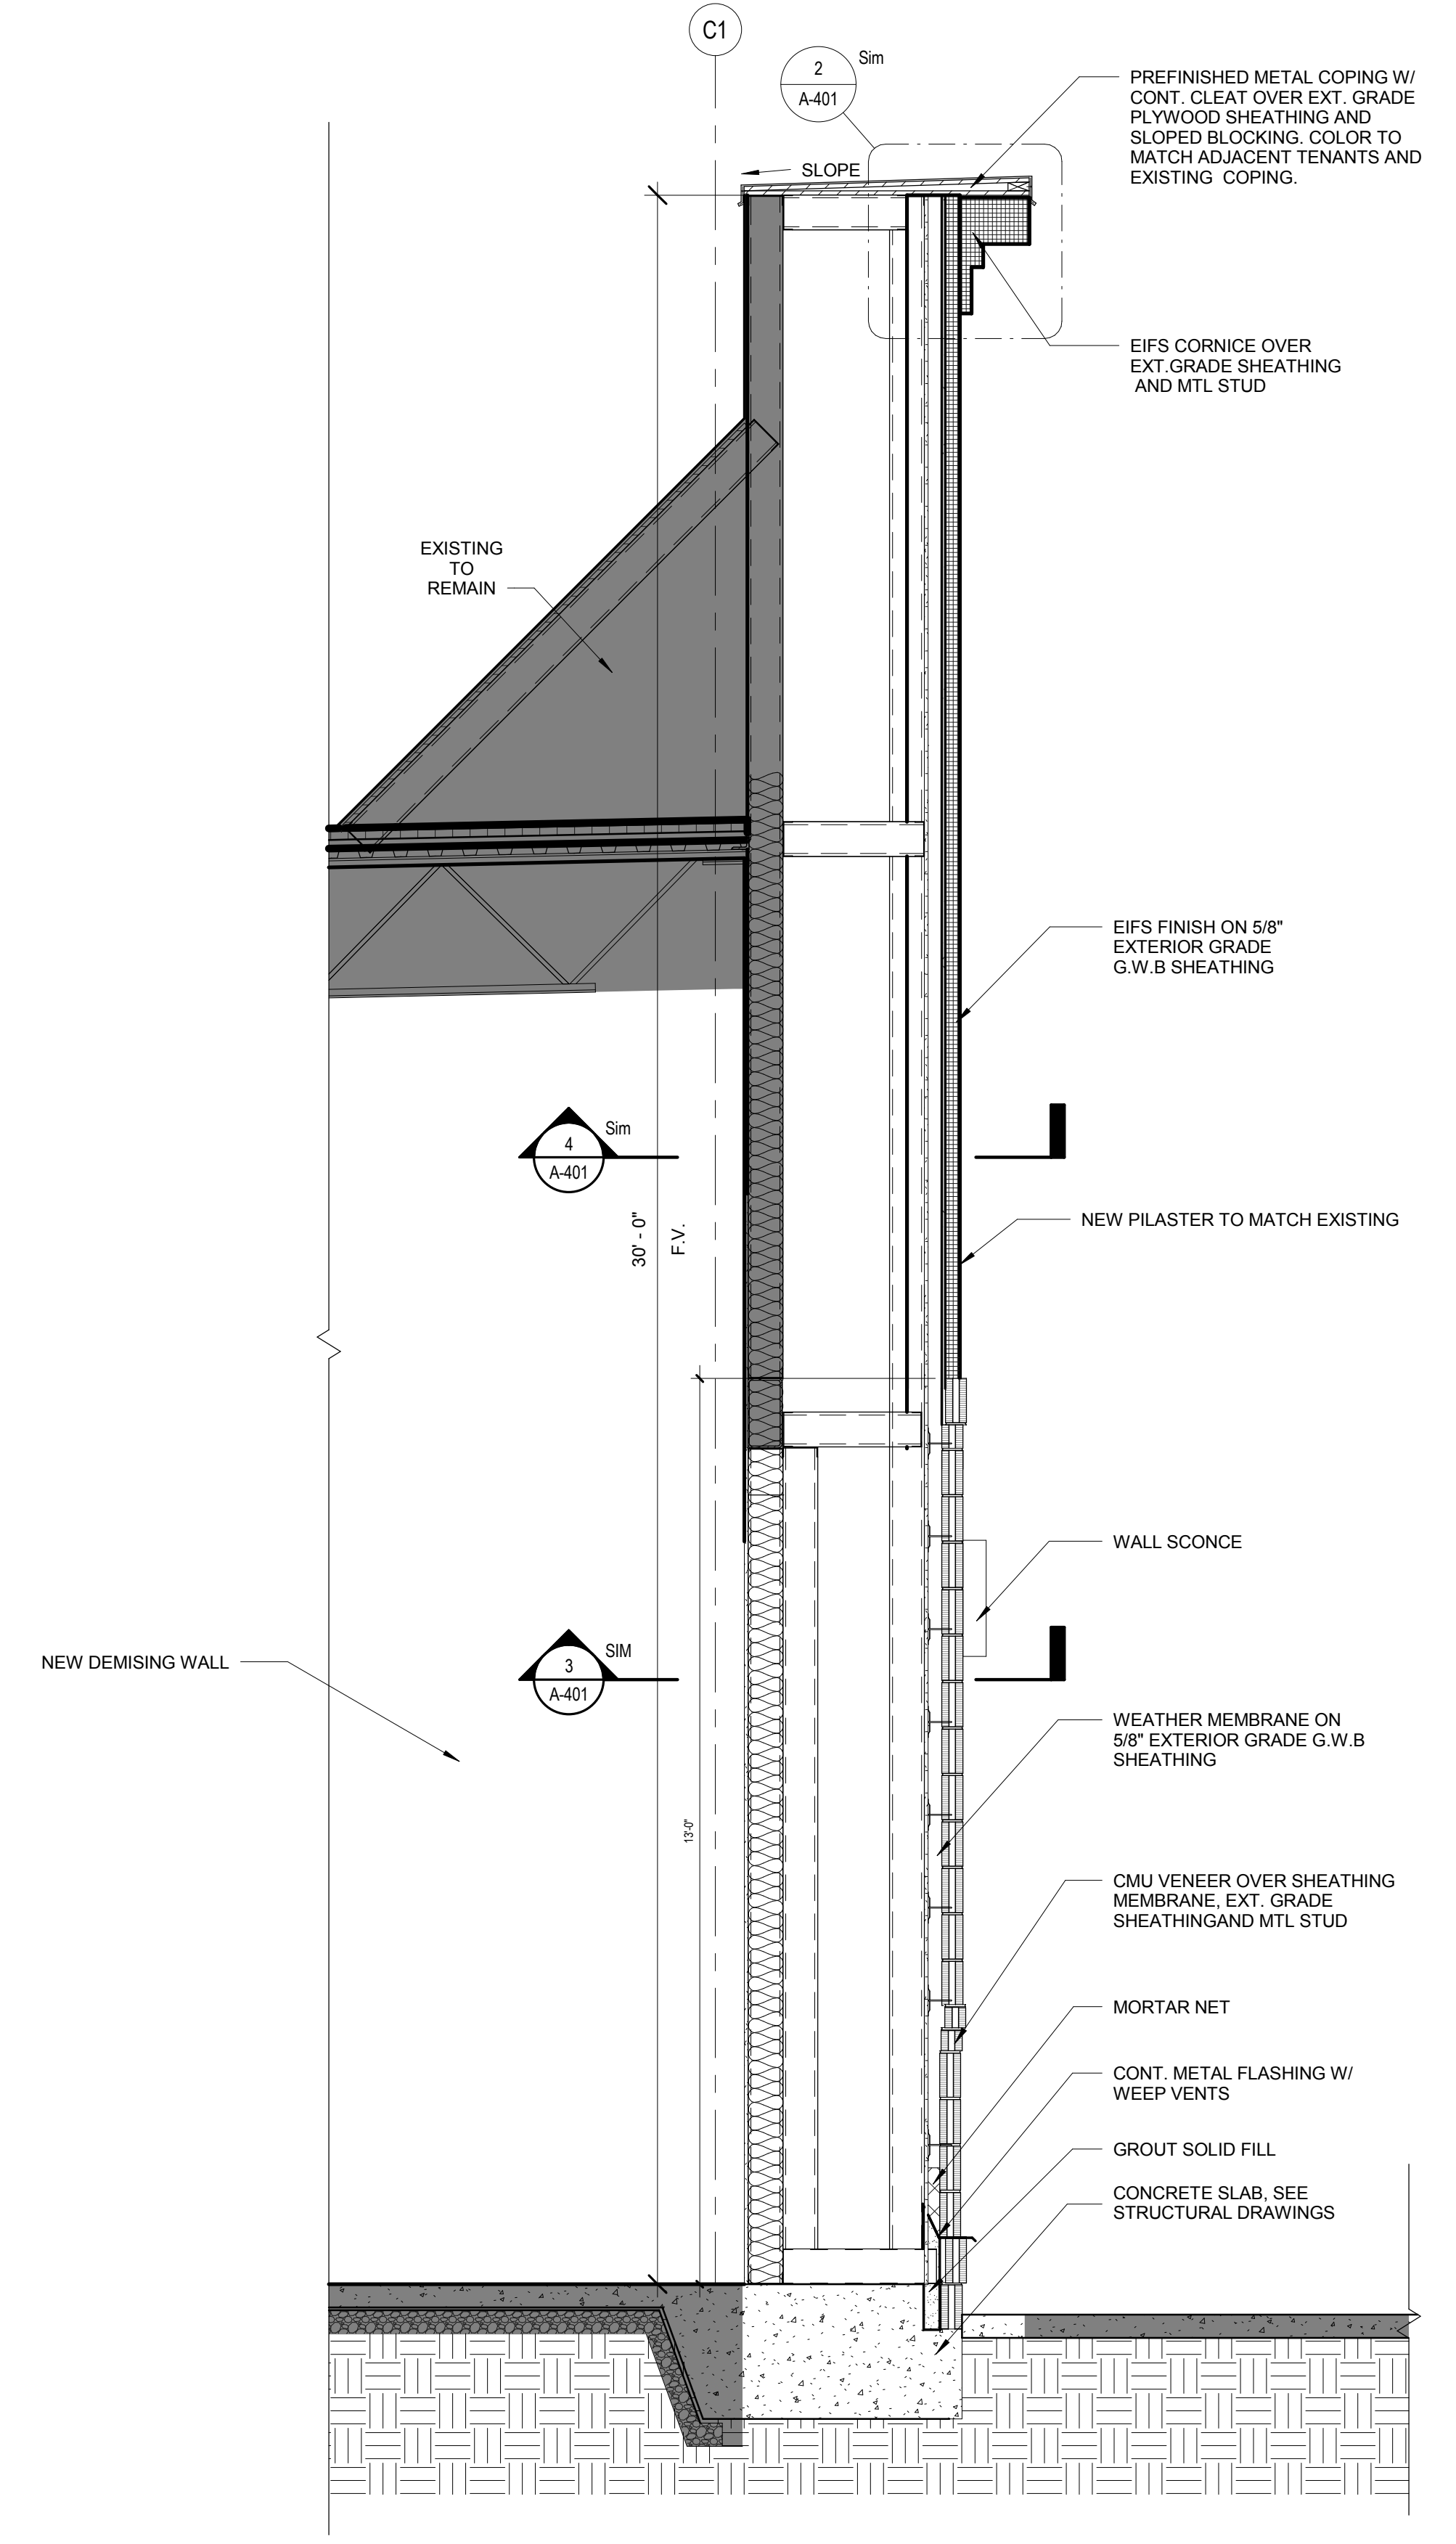 C1
2
A-401
Sim
PREFINISHED METAL COPING W/
CONT. CLEAT OVER EXT. GRADE
PLYWOOD SHEATHING AND
SLOPED BLOCKING. COLOR TO
MATCH ADJACENT TENANTS AND
EXISTING COPING.
SLOPE
EIFS CORNICE OVER
EXT.GRADE SHEATHING
AND MTL STUD
EXISTING
TO
REMAIN
EIFS FINISH ON 5/8"
EXTERIOR GRADE
G.W.B SHEATHING
4
A-401
Sim
30' - 0"
F.V.
NEW PILASTER TO MATCH EXISTING
WALL SCONCE
NEW DEMISING WALL
3
A-401
SIM
WEATHER MEMBRANE ON
5/8" EXTERIOR GRADE G.W.B
SHEATHING
13'-0"
CMU VENEER OVER SHEATHING
MEMBRANE, EXT. GRADE
SHEATHINGAND MTL STUD
MORTAR NET
CONT. METAL FLASHING W/
WEEP VENTS
GROUT SOLID FILL
CONCRETE SLAB, SEE
STRUCTURAL DRAWINGS